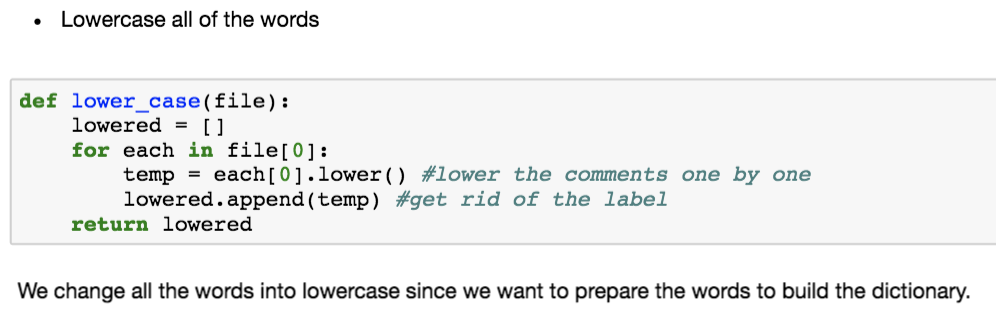 • Lowercase all of the words
def lower_case(file):
    lowered = []
    for each in file[0]:
        temp = each[0].lower() #lower the comments one by one
        lowered.append(temp) #get rid of the label
    return lowered
We change all the words into lowercase since we want to prepare the words to build the dictionary.